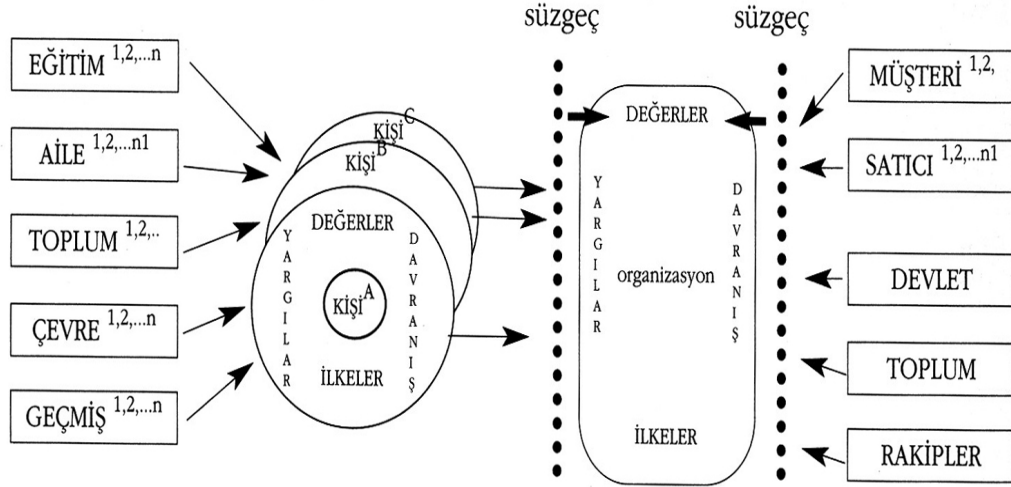 süzgeç
süzgeç
EĞİTİM 1,2,...n
AİLE 1,2,...n1
TOPLUM 1,2,..
ÇEVRE 1,2,...n
GEÇMİŞ 1,2,...n
KİŞİ C
KİŞİ B
DEĞERLER
YARGILAR
KİŞİ A
DAVRANIŞ
İLKELER
DEĞERLER
YARGILAR
organizasyon
DAVRANIŞ
İLKELER
MÜŞTERİ 1,2,
SATICI 1,2,...n1
DEVLET
TOPLUM
RAKİPLER